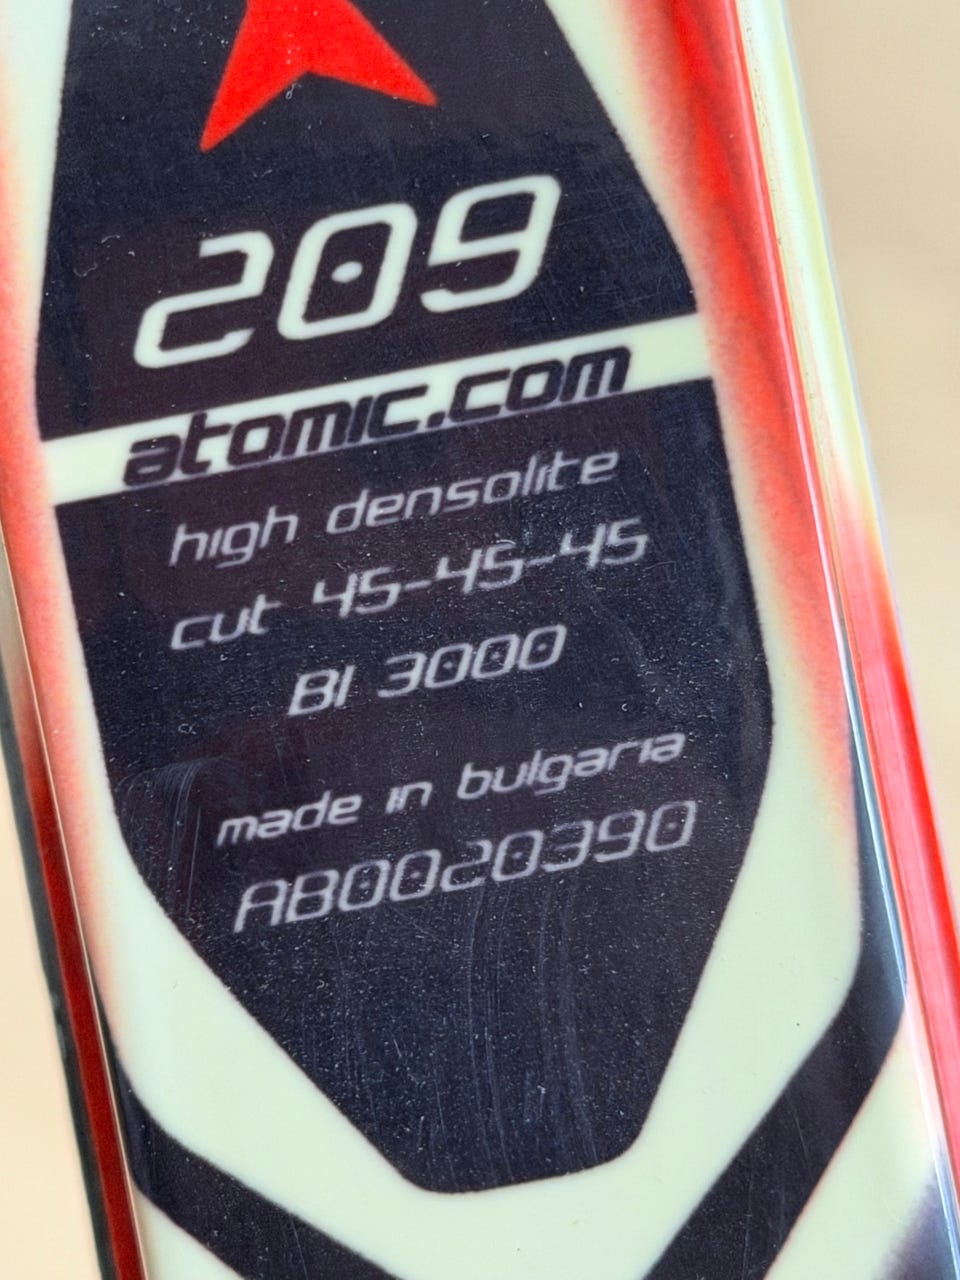 209
atomic.com
high densolite
cut 45-45-45
BI 3000
made in bulgaria
AB0020390